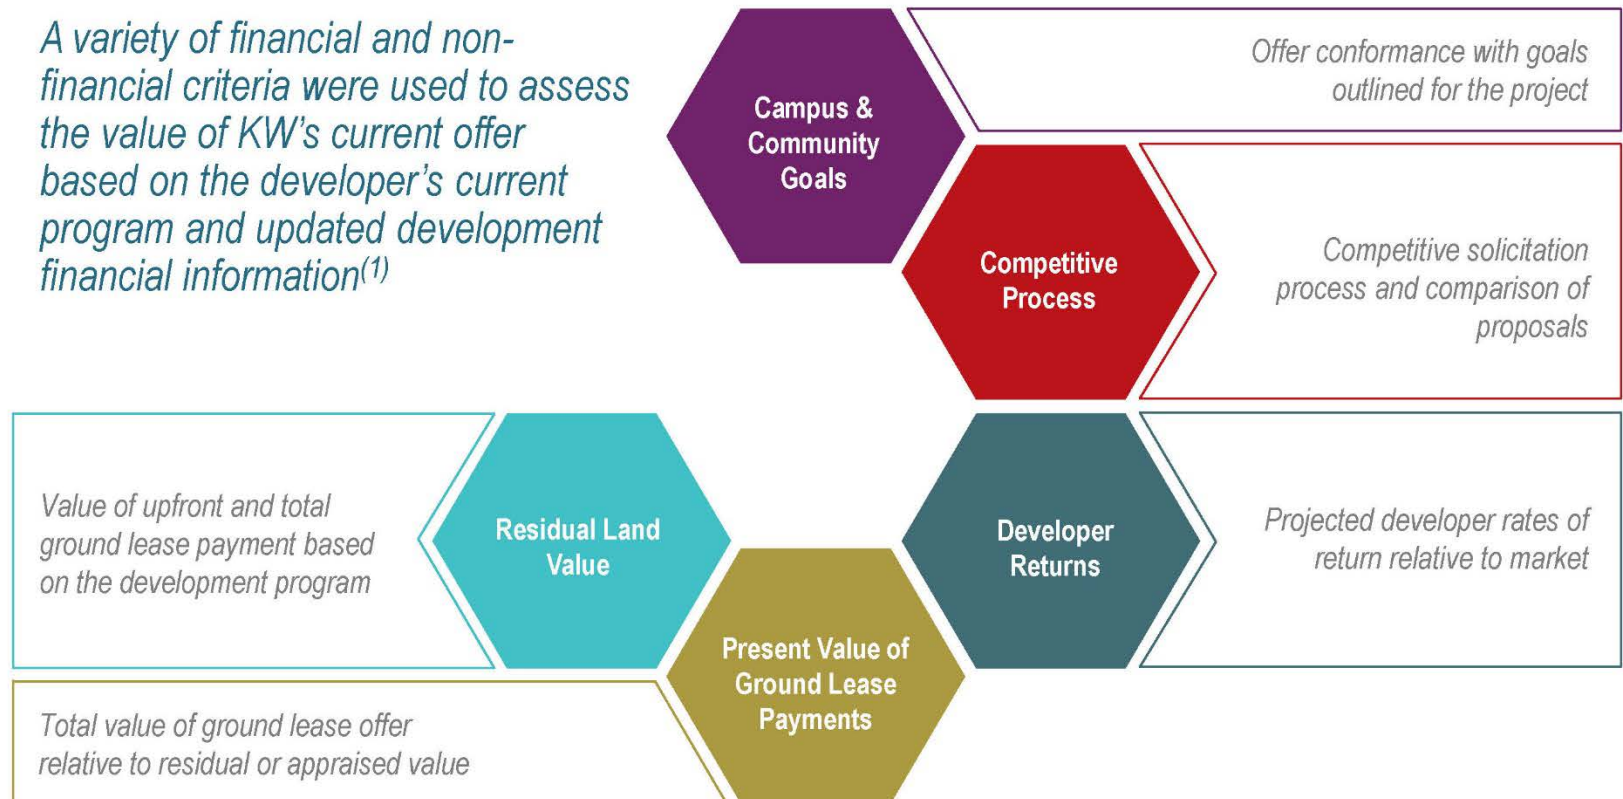 A variety of financial and non-
financial criteria were used to assess
the value of KW's current offer
based on the developer's current
program and updated development
financial information(1)
Campus &
Community
Goals
Offer conformance with goals
outlined for the project
Competitive
Process
Competitive solicitation
process and comparison of
proposals
Developer
Returns
Projected developer rates of
return relative to market
Present Value of
Ground Lease
Payments
Total value of ground lease offer
relative to residual or appraised value
Residual Land
Value
Value of upfront and total
ground lease payment based
on the development program